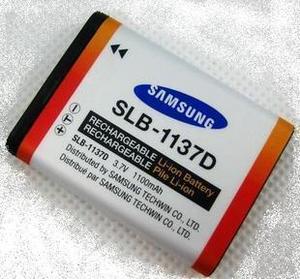 SAMSUNG
SLB-1137D
RECHARGEABLE Li-ion Battery
RECHARGEABLE Pile Li-ion
SLB-1137D 3.7V 1100mAh
Distributed by SAMSUNG TECHWIN CO., LTD.
Distribué par SAMSUNG TECHWIN CO., LTD.